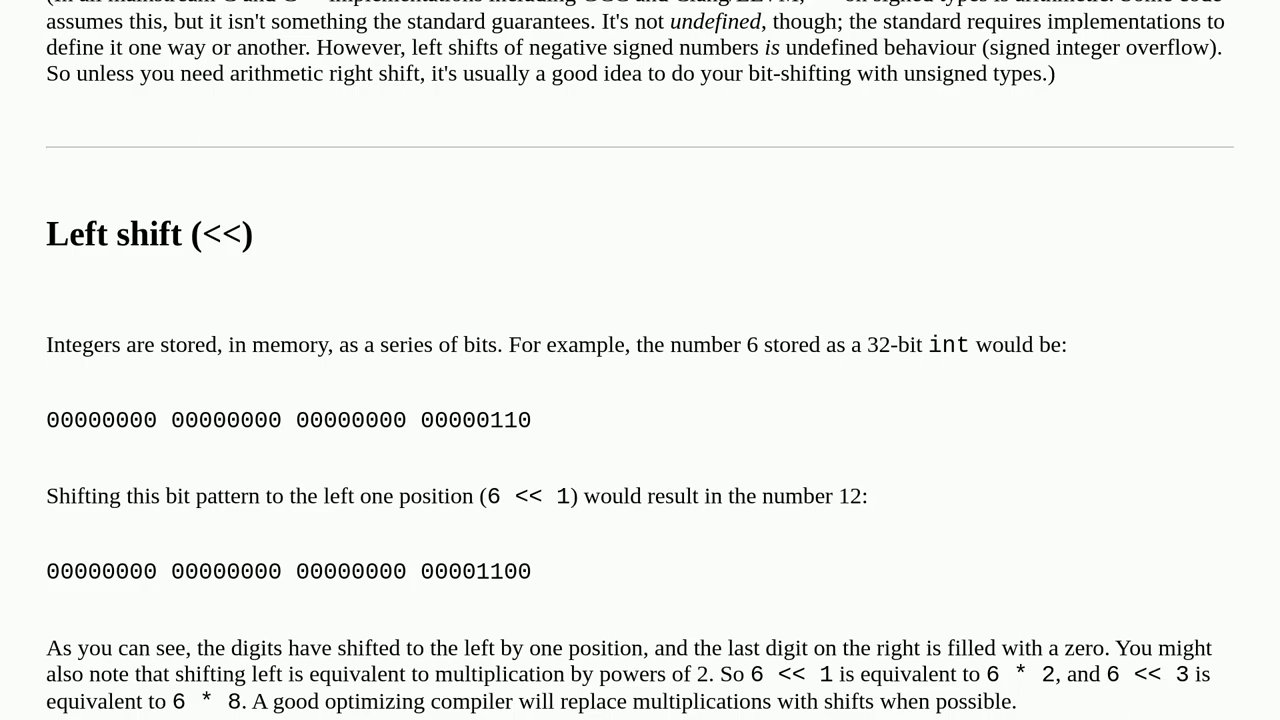 assumes this, but it isn't something the standard guarantees. It's not undefined, though; the standard requires implementations to
define it one way or another. However, left shifts of negative signed numbers is undefined behaviour (signed integer overflow).
So unless you need arithmetic right shift, it's usually a good idea to do your bit-shifting with unsigned types.)
Left shift (<<)
Integers are stored, in memory, as a series of bits. For example, the number 6 stored as a 32-bit int would be:
00000000 00000000 00000000 00000110
Shifting this bit pattern to the left one position (6 << 1) would result in the number 12:
00000000 00000000 00000000 00001100
As you can see, the digits have shifted to the left by one position, and the last digit on the right is filled with a zero. You might
also note that shifting left is equivalent to multiplication by powers of 2. So 6 << 1 is equivalent to 6 * 2, and 6 << 3 is
equivalent to 6 * 8. A good optimizing compiler will replace multiplications with shifts when possible.